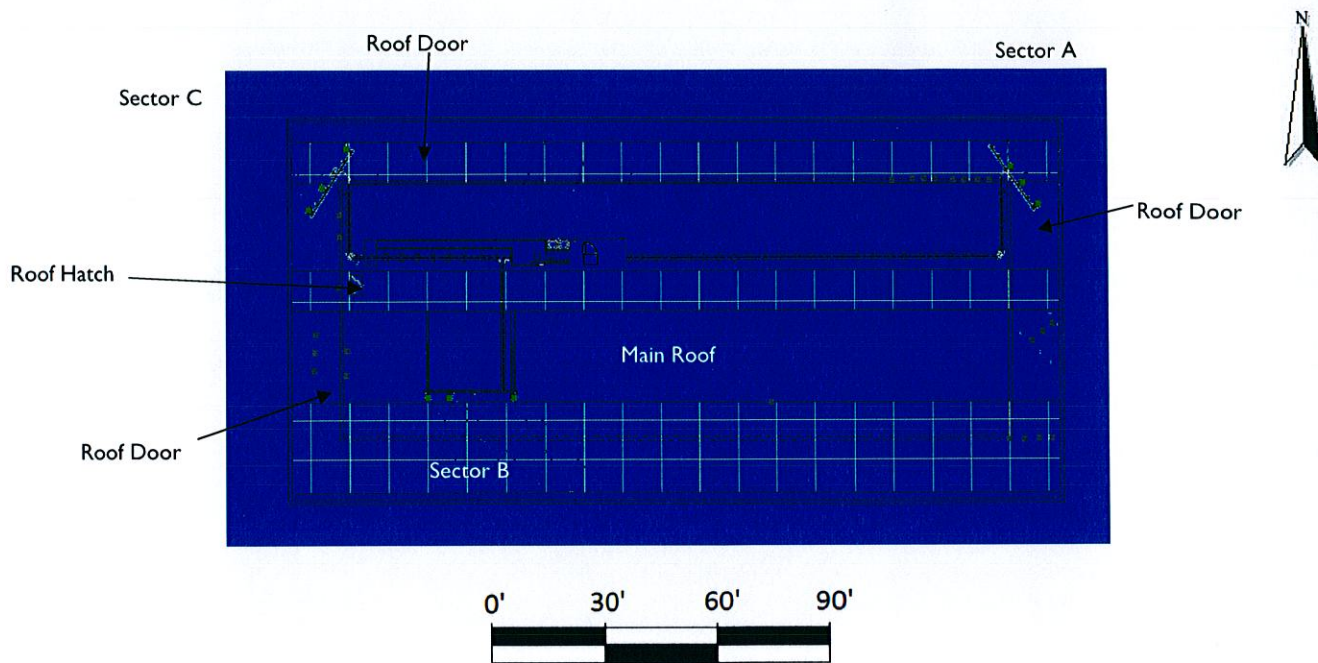 N
Roof Door
Sector A
Sector C
Roof Door
Roof Hatch
Main Roof
Roof Door
Sector B
0' 30' 60' 90'